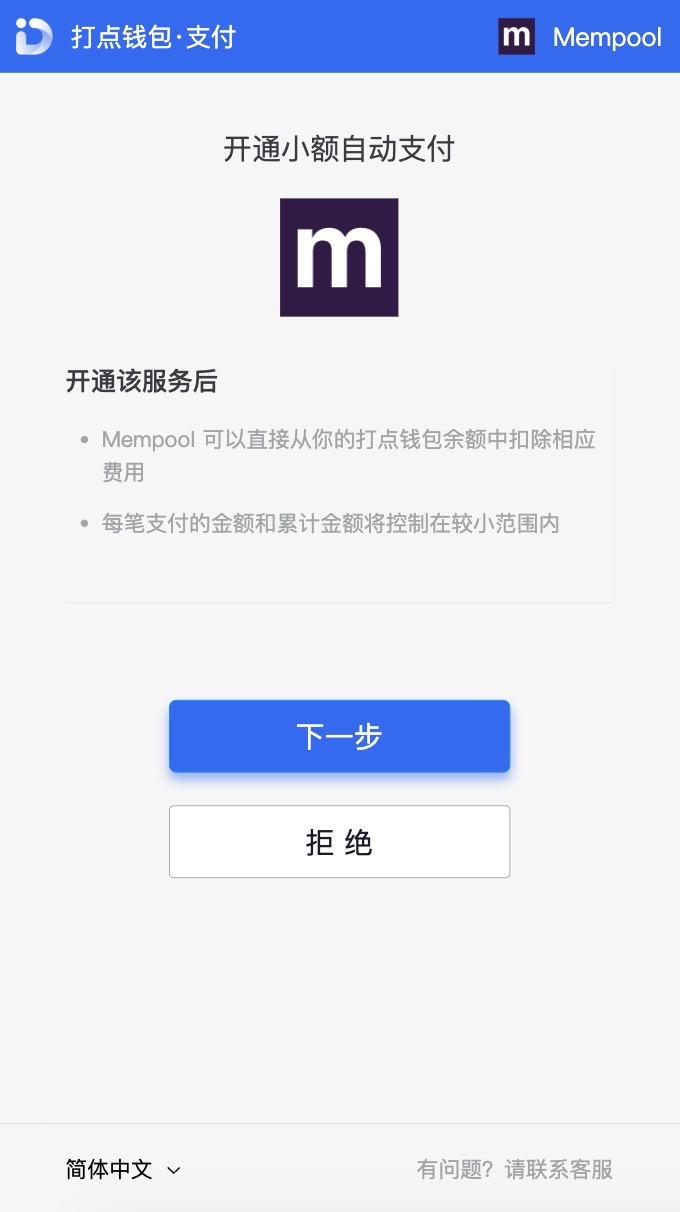 打点钱包·支付
m Mempool
开通小额自动支付
m
开通该服务后
Mempool 可以直接从你的打点钱包余额中扣除相应
费用
每笔支付的金额和累计金额将控制在较小范围内
下一步
拒绝
简体中文
有问题？请联系客服